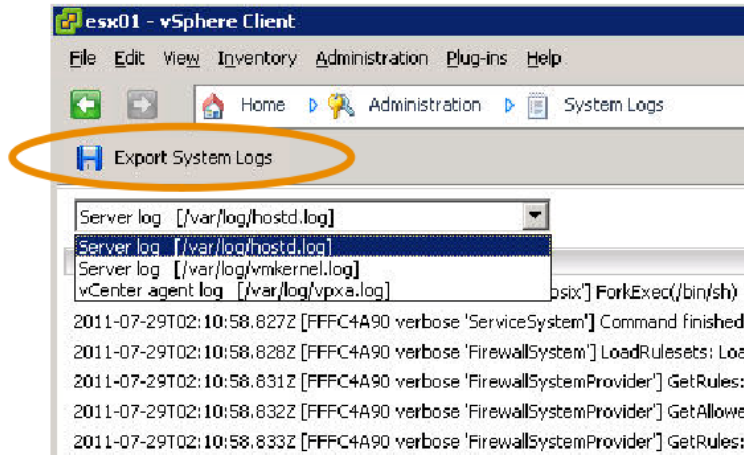 esx01 - vSphere Client
File Edit View Inventory Administration Plug-ins Help
Home Administration System Logs
Export System Logs
Server log [/var/log/hostd.log]
Server log [/var/log/hostd.log]
Server log [/var/log/vmkernel.log]
vCenter agent log [/var/log/vpxa.log]
osix'] ForkExec(/bin/sh)
2011-07-29T02:10:58.827Z [FFFC4A90 verbose 'ServiceSystem'] Command finished
2011-07-29T02:10:58.828Z [FFFC4A90 verbose 'FirewallSystem'] LoadRulesets: Loa
2011-07-29T02:10:58.831Z [FFFC4A90 verbose 'FirewallSystemProvider'] GetRules:
2011-07-29T02:10:58.832Z [FFFC4A90 verbose 'FirewallSystemProvider'] GetAllowe
2011-07-29T02:10:58.833Z [FFFC4A90 verbose 'FirewallSystemProvider'] GetRules: